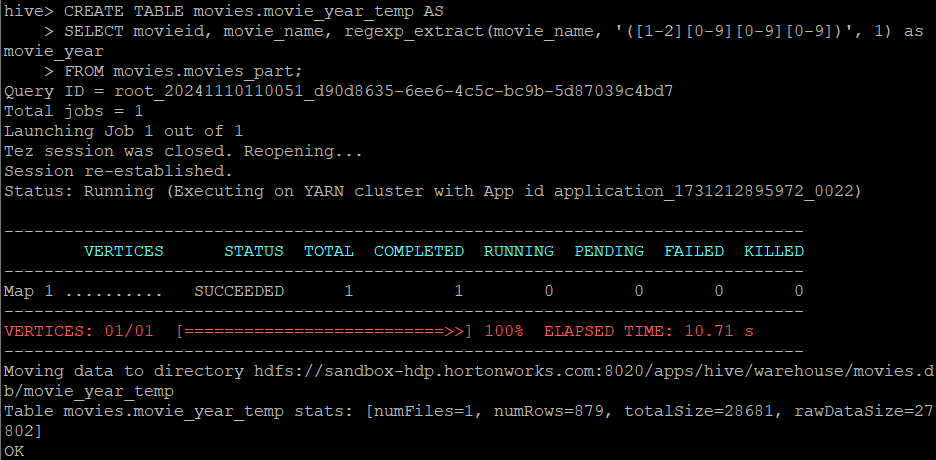 hive> CREATE TABLE movies.movie_year_temp AS
    > SELECT movieid, movie_name, regexp_extract(movie_name, '([1-2][0-9][0-9][0-9])', 1) as
movie_year
    > FROM movies.movies_part;
Query ID = root_20241110110051_d90d8635-6ee6-4c5c-bc9b-5d87039c4bd7
Total jobs = 1
Launching Job 1 out of 1
Tez session was closed. Reopening...
Session re-established.
Status: Running (Executing on YARN cluster with App id application_1731212895972_0022)
--------------------------------------------------------------------------------
        VERTICES      STATUS  TOTAL  COMPLETED  RUNNING  PENDING  FAILED  KILLED
--------------------------------------------------------------------------------
Map 1 ..........   SUCCEEDED      1          1        0        0       0       0
--------------------------------------------------------------------------------
VERTICES: 01/01  [==========================>>] 100%  ELAPSED TIME: 10.71 s
--------------------------------------------------------------------------------
Moving data to directory hdfs://sandbox-hdp.hortonworks.com:8020/apps/hive/warehouse/movies.d
b/movie_year_temp
Table movies.movie_year_temp stats: [numFiles=1, numRows=879, totalSize=28681, rawDataSize=27
802]
OK